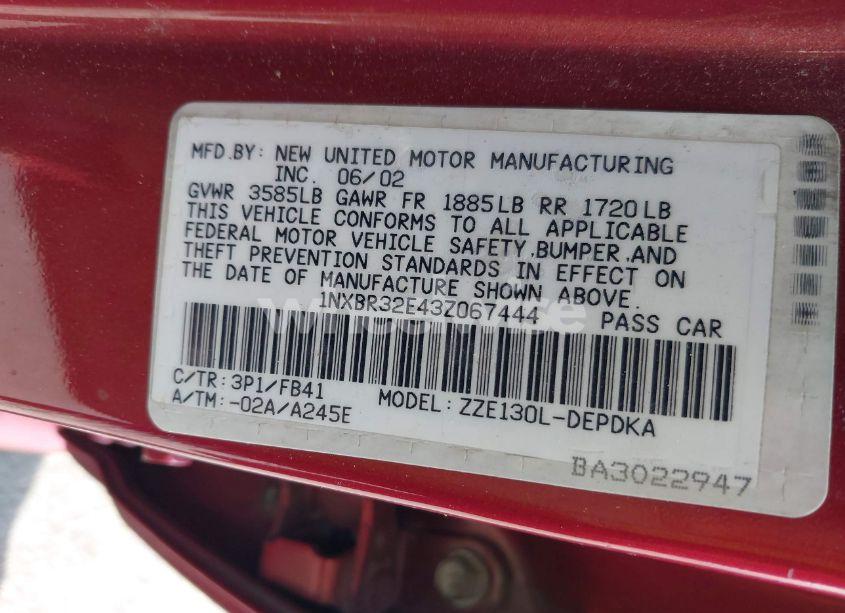 MFD.BY: NEW UNITED MOTOR MANUFACTURING
INC. 06/02
GVWR 3585LB GAWR FR 1885LB RR 1720LB
THIS VEHICLE CONFORMS TO ALL APPLICABLE
FEDERAL MOTOR VEHICLE SAFETY,BUMPER,AND
THEFT PREVENTION STANDARDS IN EFFECT ON
THE DATE OF MANUFACTURE SHOWN ABOVE.
1NXBR32E43Z067444 PASS CAR
C/TR:3P1/FB41
A/TM:-02A/A245E MODEL:ZZE130L-DEPDKA
BA3022947